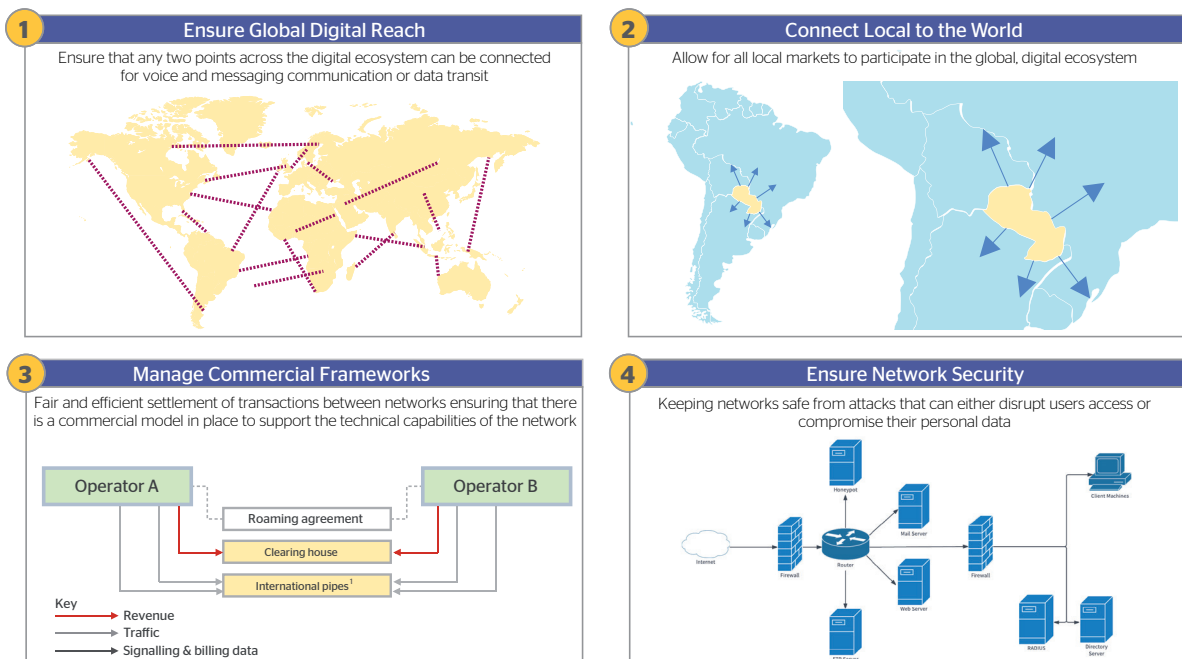 1
Ensure Global Digital Reach
Ensure that any two points across the digital ecosystem can be connected
for voice and messaging communication or data transit
2
Connect Local to the World
Allow for all local markets to participate in the global, digital ecosystem
3
Manage Commercial Frameworks
Fair and efficient settlement of transactions between networks ensuring that there
is a commercial model in place to support the technical capabilities of the network
Operator A
Operator B
Roaming agreement
Clearing house
International pipes¹
Key
Revenue
Traffic
Signalling & billing data
4
Ensure Network Security
Keeping networks safe from attacks that can either disrupt users access or
compromise their personal data
Honeypot
Client Machines
Mail Server
Internet
Firewall
Router
Firewall
Web Server
RADIUS
Directory
Server